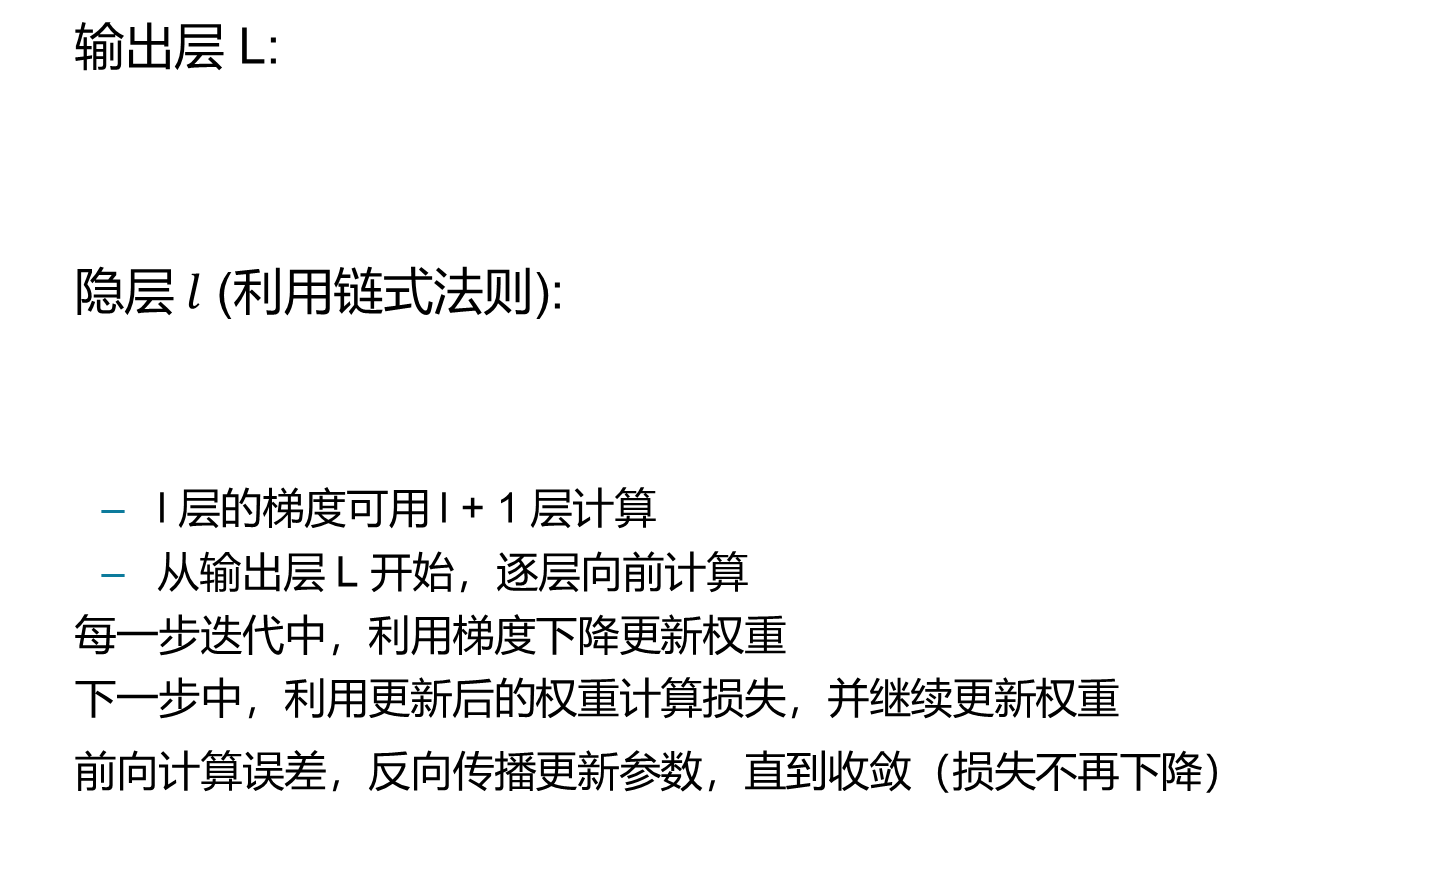 输出层 L:
隐层 l (利用链式法则):
– l 层的梯度可用 l + 1 层计算
– 从输出层 L 开始，逐层向前计算
每一步迭代中，利用梯度下降更新权重
下一步中，利用更新后的权重计算损失，并继续更新权重
前向计算误差，反向传播更新参数，直到收敛（损失不再下降）